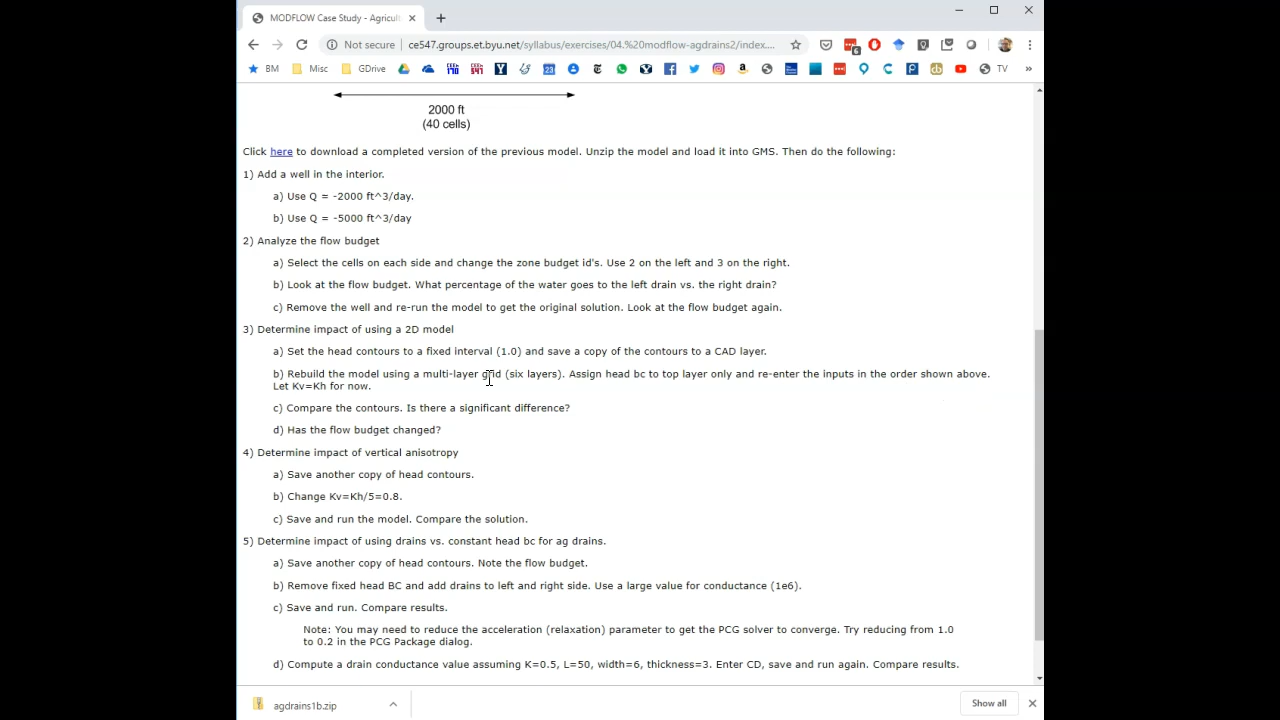 MODFLOW Case Study - Agricult
Not secure
ce547.groups.et.byu.net/syllabus/exercises/04.%20modflow-agdrains2/index....
6
BM
Misc
GDrive
23
TV
»
2000 ft
(40 cells)
Click here to download a completed version of the previous model. Unzip the model and load it into GMS. Then do the following:
1) Add a well in the interior.
a) Use Q = -2000 ft^3/day.
b) Use Q = -5000 ft^3/day
2) Analyze the flow budget
a) Select the cells on each side and change the zone budget id's. Use 2 on the left and 3 on the right.
b) Look at the flow budget. What percentage of the water goes to the left drain vs. the right drain?
c) Remove the well and re-run the model to get the original solution. Look at the flow budget again.
3) Determine impact of using a 2D model
a) Set the head contours to a fixed interval (1.0) and save a copy of the contours to a CAD layer.
b) Rebuild the model using a multi-layer grid (six layers). Assign head bc to top layer only and re-enter the inputs in the order shown above.
Let Kv=Kh for now.
c) Compare the contours. Is there a significant difference?
d) Has the flow budget changed?
4) Determine impact of vertical anisotropy
a) Save another copy of head contours.
b) Change Kv=Kh/5=0.8.
c) Save and run the model. Compare the solution.
5) Determine impact of using drains vs. constant head bc for ag drains.
a) Save another copy of head contours. Note the flow budget.
b) Remove fixed head BC and add drains to left and right side. Use a large value for conductance (1e6).
c) Save and run. Compare results.
Note: You may need to reduce the acceleration (relaxation) parameter to get the PCG solver to converge. Try reducing from 1.0
to 0.2 in the PCG Package dialog.
d) Compute a drain conductance value assuming K=0.5, L=50, width=6, thickness=3. Enter CD, save and run again. Compare results.
agdrains1b.zip
Show all